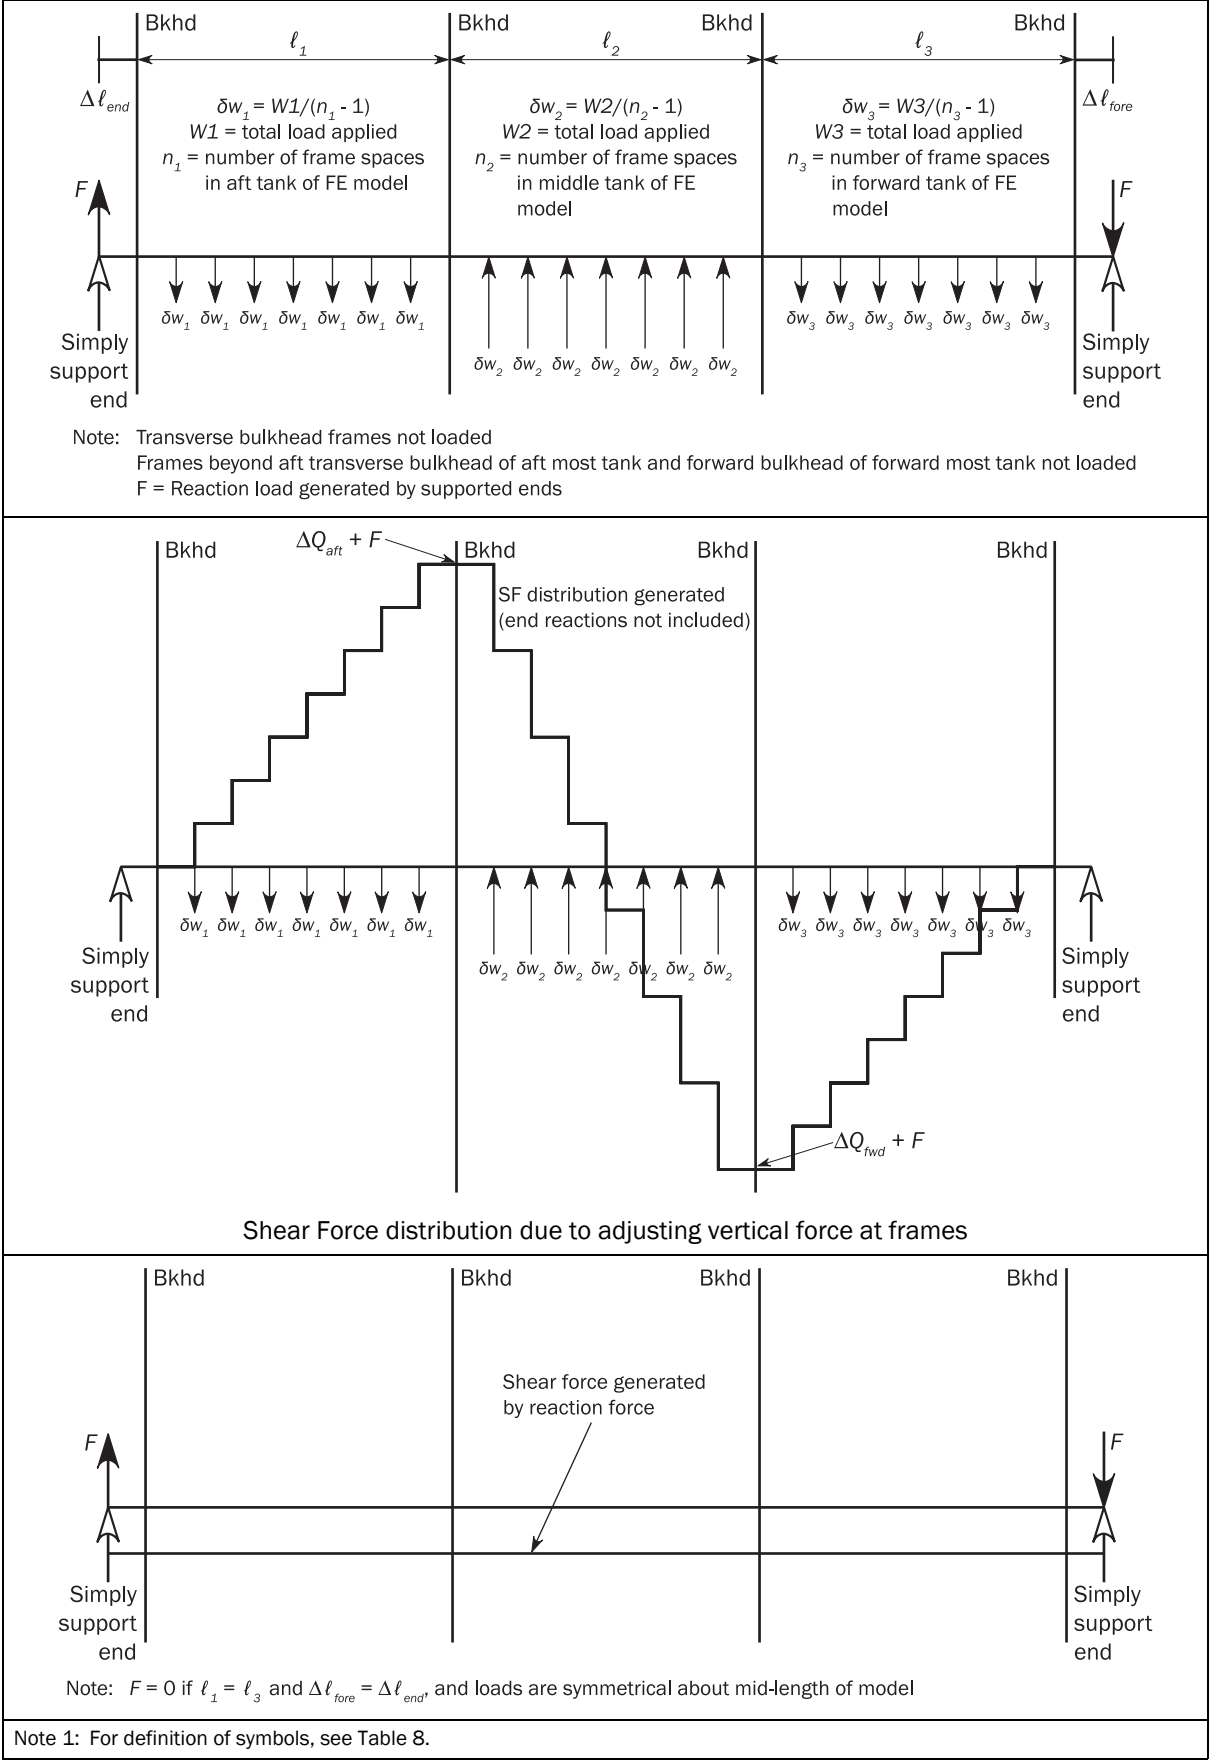 Bkhd Bkhd Bkhd Bkhd
ℓ1 ℓ2 ℓ3
Δℓend Δℓfore
δw1 = W1/(n1 - 1)
W1 = total load applied
n1 = number of frame spaces
in aft tank of FE model
δw2 = W2/(n2 - 1)
W2 = total load applied
n2 = number of frame spaces
in middle tank of FE
model
δw3 = W3/(n3 - 1)
W3 = total load applied
n3 = number of frame spaces
in forward tank of FE
model
F F
δw1 δw1 δw1 δw1 δw1 δw1 δw1
δw2 δw2 δw2 δw2 δw2 δw2 δw2
δw3 δw3 δw3 δw3 δw3 δw3 δw3
Simply
support
end
Simply
support
end
Note: Transverse bulkhead frames not loaded
Frames beyond aft transverse bulkhead of aft most tank and forward bulkhead of forward most tank not loaded
F = Reaction load generated by supported ends
ΔQaft + F
Bkhd Bkhd Bkhd Bkhd
SF distribution generated
(end reactions not included)
δw1 δw1 δw1 δw1 δw1 δw1 δw1
δw2 δw2 δw2 δw2 δw2 δw2 δw2
δw3 δw3 δw3 δw3 δw3 δw3 δw3
Simply
support
end
Simply
support
end
ΔQfwd + F
Shear Force distribution due to adjusting vertical force at frames
Bkhd Bkhd Bkhd Bkhd
Shear force generated
by reaction force
F F
Simply
support
end
Simply
support
end
Note: F = 0 if ℓ1 = ℓ3 and Δℓfore = Δℓend, and loads are symmetrical about mid-length of model
Note 1: For definition of symbols, see Table 8.